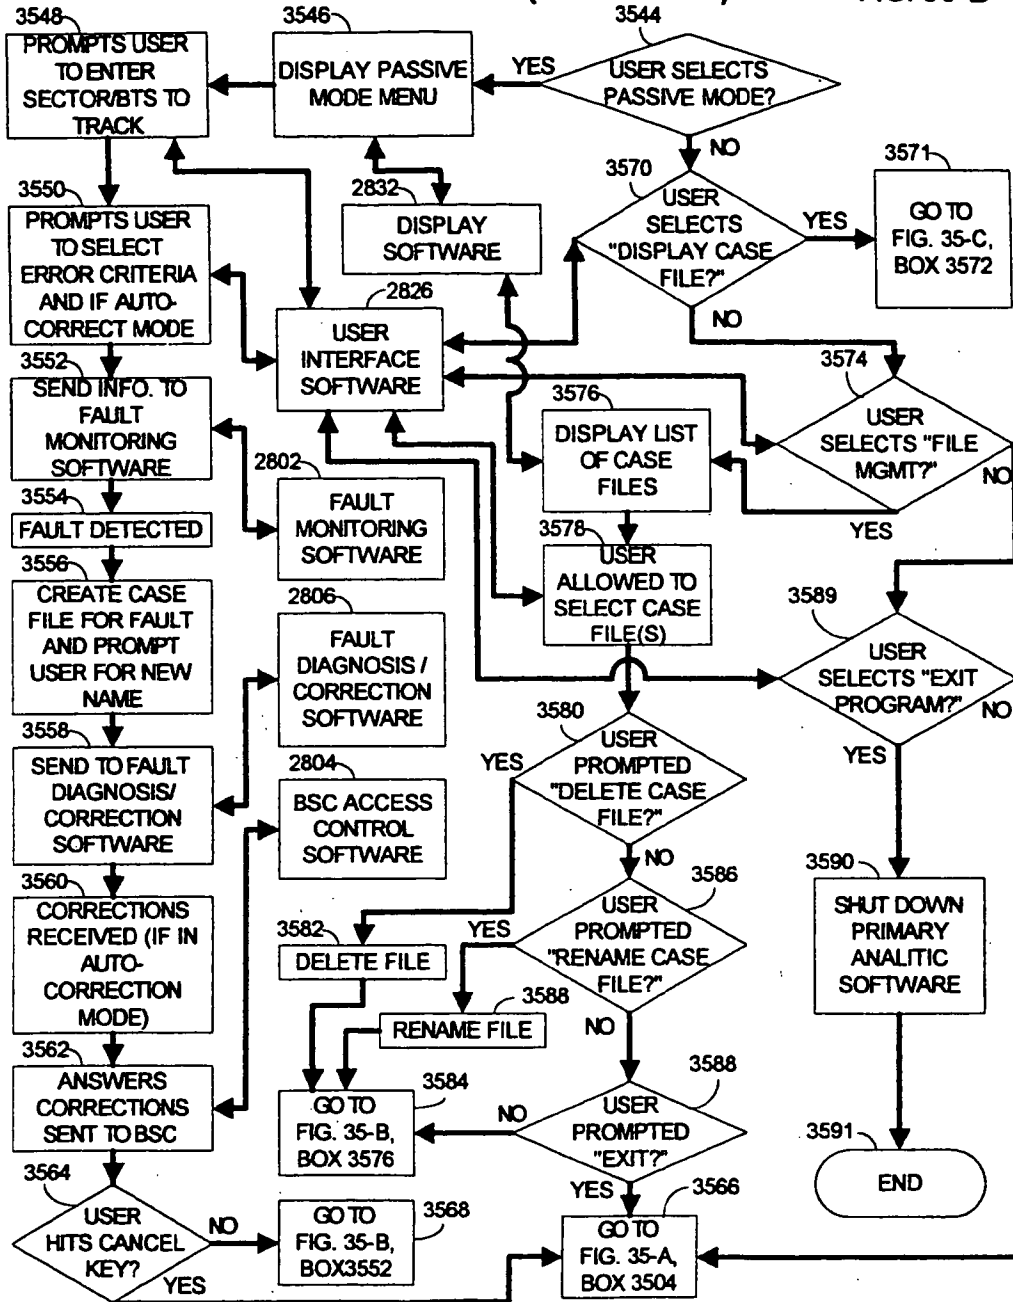 3548
PROMPTS USER
TO ENTER
SECTOR/BTS TO
TRACK
3546
DISPLAY PASSIVE
MODE MENU
YES
3544
USER SELECTS
PASSIVE MODE?
NO
3550
PROMPTS USER
TO SELECT
ERROR CRITERIA
AND IF AUTO-
CORRECT MODE
2832
DISPLAY
SOFTWARE
3570
USER
SELECTS
"DISPLAY CASE
FILE?"
YES
NO
3571
GO TO
FIG. 35-C,
BOX 3572
2826
USER
INTERFACE
SOFTWARE
3552
SEND INFO. TO
FAULT
MONITORING
SOFTWARE
3574
USER
SELECTS "FILE
MGMT?"
NO
YES
3576
DISPLAY LIST
OF CASE
FILES
2802
FAULT
MONITORING
SOFTWARE
3554
FAULT DETECTED
3578
USER
ALLOWED TO
SELECT CASE
FILE(S)
3556
CREATE CASE
FILE FOR FAULT
AND PROMPT
USER FOR NEW
NAME
2806
FAULT
DIAGNOSIS /
CORRECTION
SOFTWARE
3589
USER
SELECTS "EXIT
PROGRAM?"
NO
YES
3558
SEND TO FAULT
DIAGNOSIS/
CORRECTION
SOFTWARE
2804
BSC ACCESS
CONTROL
SOFTWARE
3580
USER
PROMPTED
"DELETE CASE
FILE?"
YES
NO
3560
CORRECTIONS
RECEIVED (IF IN
AUTO-
CORRECTION
MODE)
3582
DELETE FILE
3586
USER
PROMPTED
"RENAME CASE
FILE?"
YES
NO
3590
SHUT DOWN
PRIMARY
ANALITIC
SOFTWARE
3588
RENAME FILE
3562
ANSWERS
CORRECTIONS
SENT TO BSC
3584
GO TO
FIG. 35-B,
BOX 3576
3588
USER
PROMPTED
"EXIT?"
NO
YES
3591
END
3564
USER
HITS CANCEL
KEY?
NO
YES
3568
GO TO
FIG. 35-B,
BOX3552
3566
GO TO
FIG. 35-A,
BOX 3504